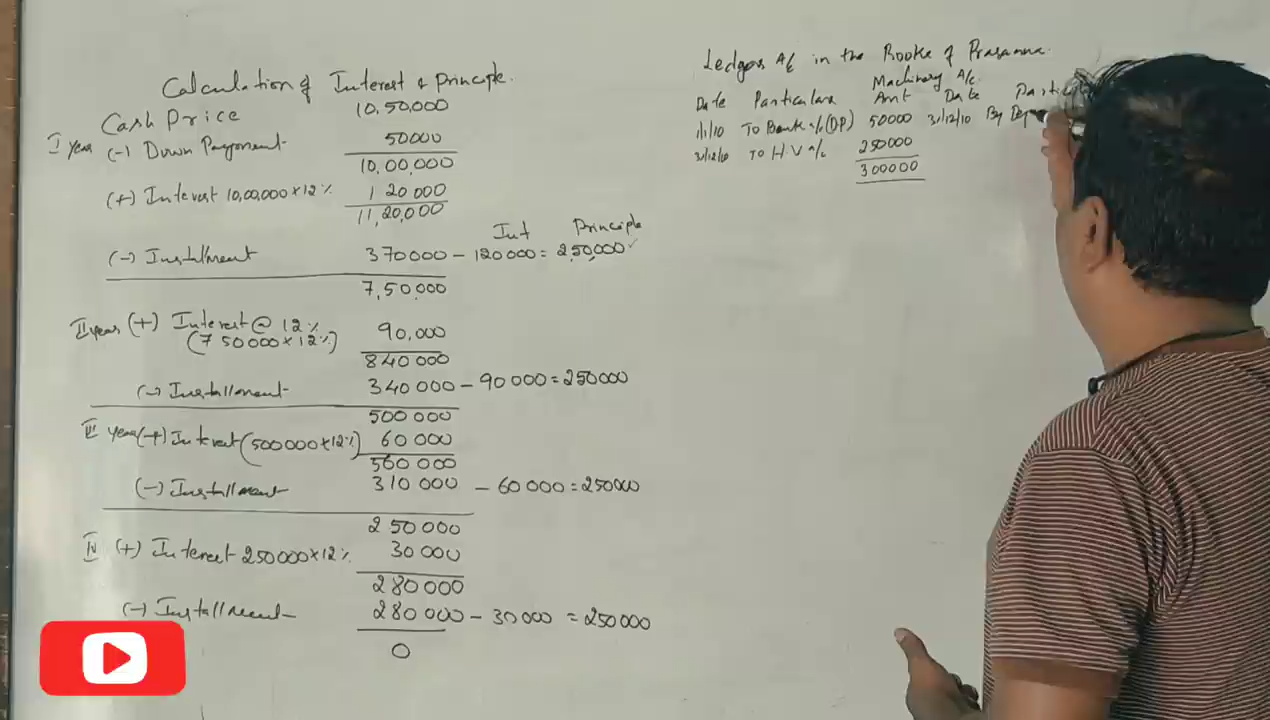 Calculation of Interest & Principle.
Cash Price 10,50,000
I year (-) Down Payment 50000
10,00,000
(+) Interest 10,00,000 x 12% 1 20 000
11,20,000
Int Principle
(-) Installment 370000 - 120000 = 2,50,000 ✓
7,50,000
II year (+) Interest @ 12% 90,000
(7 50000 x 12%)
840 000
(-) Installment 340 000 - 90 000 = 250000
500 000
III year (+) Interest (500000 x 12%) 60 000
560 000
(-) Installment 310 000 - 60 000 = 250000
2 50 000
IV (+) Interest 250000 x 12% 30 000
280000
(-) Installment 280 000 - 30 000 = 250000
0
Ledger A/c in the Books of Prasanna.
Machinery A/c.
Date Particulars Amt Date
1/1/10 To Bank a/c (DP) 50000 31/12/10 By
31/12/10 To H.V a/c 250000
300000